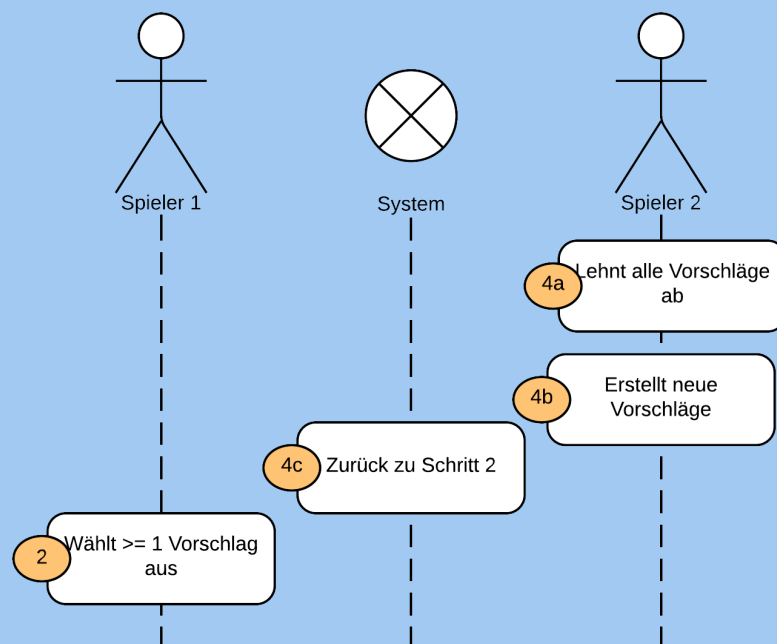 Spieler 1
System
Spieler 2
4a
Lehnt alle Vorschläge
ab
4b
Erstellt neue
Vorschläge
4c
Zurück zu Schritt 2
2
Wählt >= 1 Vorschlag
aus